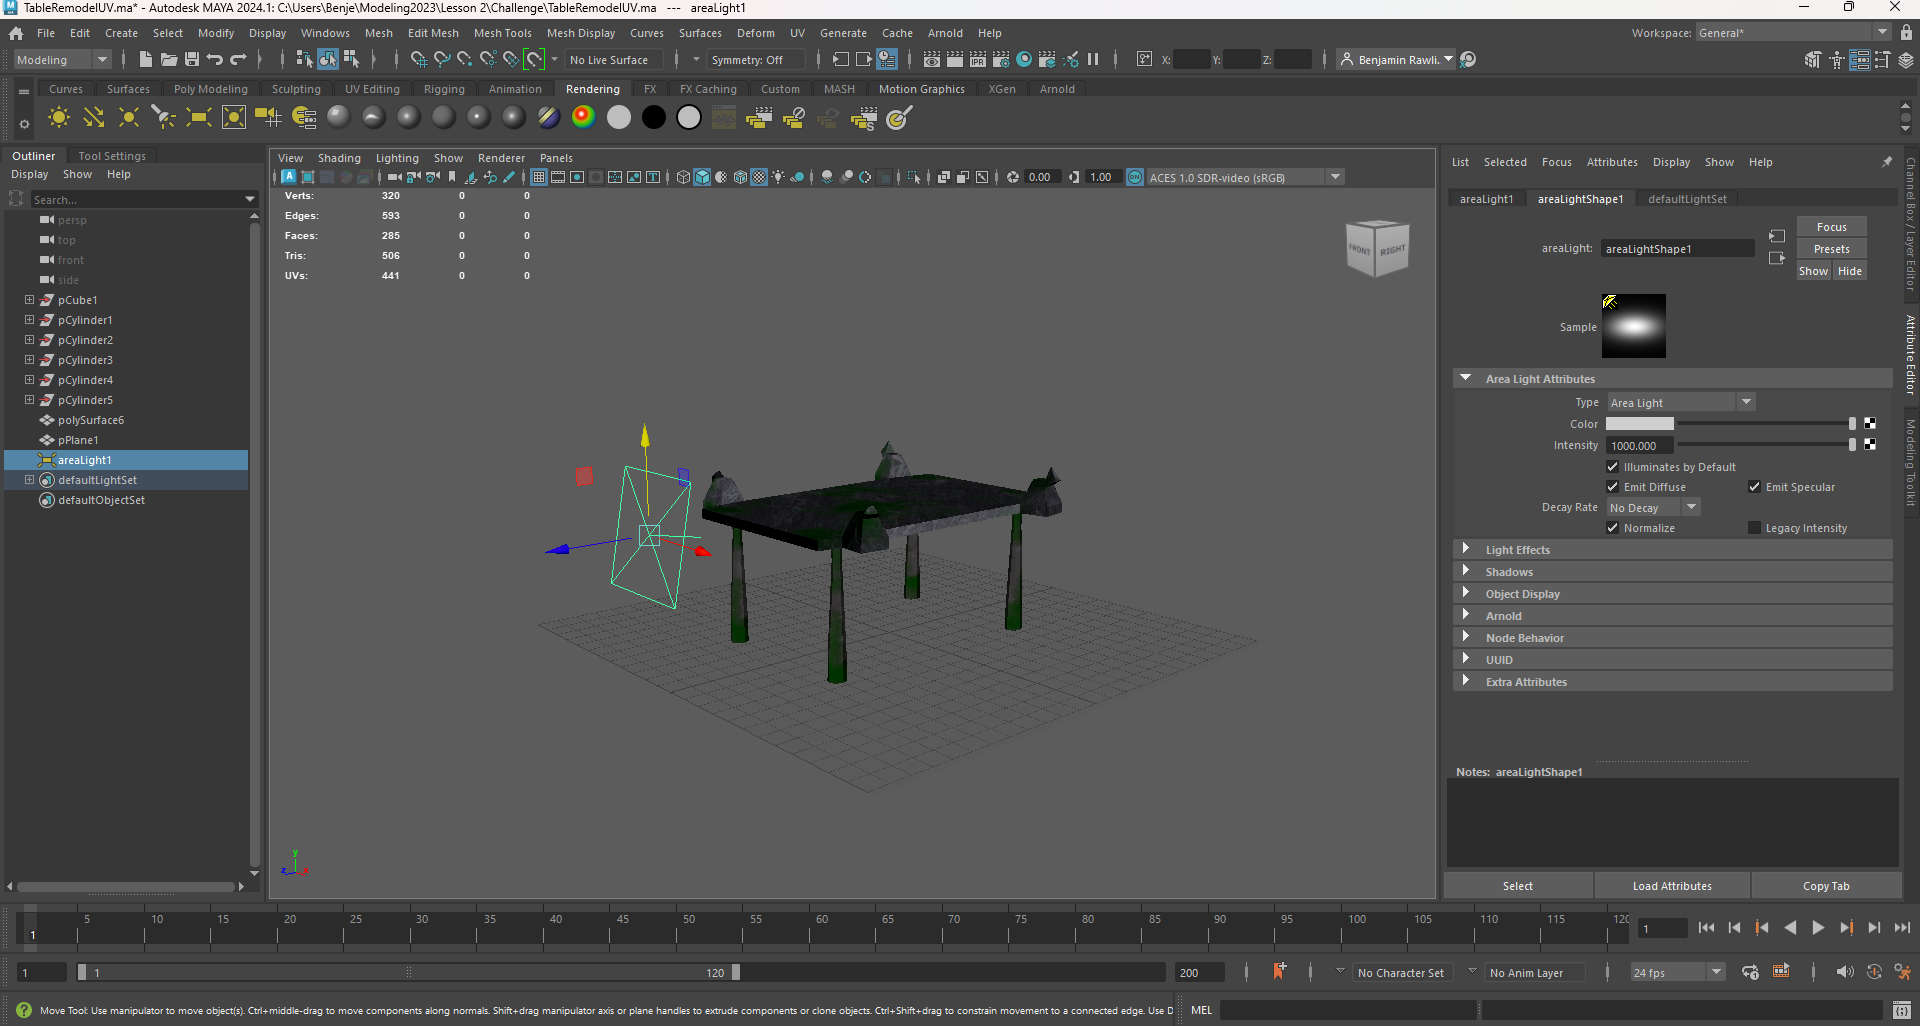 TableRemodelUV.ma* - Autodesk MAYA 2024.1: C:\Users\Benje\Modeling2023\Lesson 2\Challenge\TableRemodelUV.ma --- areaLight1
File Edit Create Select Modify Display Windows Mesh Edit Mesh Mesh Tools Mesh Display Curves Surfaces Deform UV Generate Cache Arnold Help
Workspace: General*
Modeling No Live Surface Symmetry: Off IPR X: Y: Z: Benjamin Rawli.
Curves Surfaces Poly Modeling Sculpting UV Editing Rigging Animation Rendering FX FX Caching Custom MASH Motion Graphics XGen Arnold
Outliner Tool Settings
Display Show Help
Search...
persp
top
front
side
pCube1
pCylinder1
pCylinder2
pCylinder3
pCylinder4
pCylinder5
polySurface6
pPlane1
areaLight1
defaultLightSet
defaultObjectSet
View Shading Lighting Show Renderer Panels
0.00 1.00 ON ACES 1.0 SDR-video (sRGB)
Verts: 320 0 0
Edges: 593 0 0
Faces: 285 0 0
Tris: 506 0 0
UVs: 441 0 0
FRONT RIGHT
y
z x
List Selected Focus Attributes Display Show Help
areaLight1 areaLightShape1 defaultLightSet
areaLight: areaLightShape1
Focus
Presets
Show Hide
Sample
Area Light Attributes
Type Area Light
Color
Intensity 1000.000
Illuminates by Default
Emit Diffuse Emit Specular
Decay Rate No Decay
Normalize Legacy Intensity
Light Effects
Shadows
Object Display
Arnold
Node Behavior
UUID
Extra Attributes
Notes: areaLightShape1
Select Load Attributes Copy Tab
Channel Box / Layer Editor
Attribute Editor
Modeling Toolkit
5 10 15 20 25 30 35 40 45 50 55 60 65 70 75 80 85 90 95 100 105 110 115 120
1
1
1 1 120 200 No Character Set No Anim Layer 24 fps
Move Tool: Use manipulator to move object(s). Ctrl+middle-drag to move components along normals. Shift+drag manipulator axis or plane handles to extrude components or clone objects. Ctrl+Shift+drag to constrain movement to a connected edge. Use D
MEL